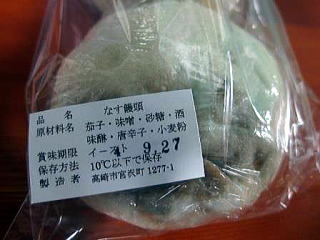 品名 なす饅頭
原材料名 茄子・味噌・砂糖・酒
味醂・唐辛子・小麦粉
イースト
賞味期限 9.27
保存方法 10℃以下で保存
製造者 高崎市宮沢町1277-1